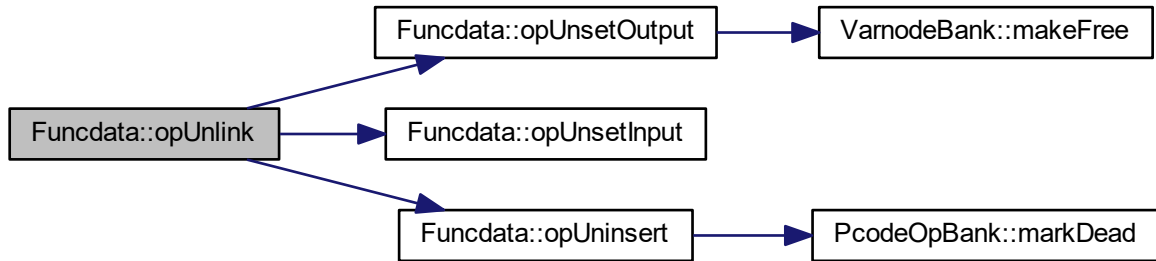 Funcdata::opUnsetOutput
VarnodeBank::makeFree
Funcdata::opUnlink
Funcdata::opUnsetInput
Funcdata::opUninsert
PcodeOpBank::markDead